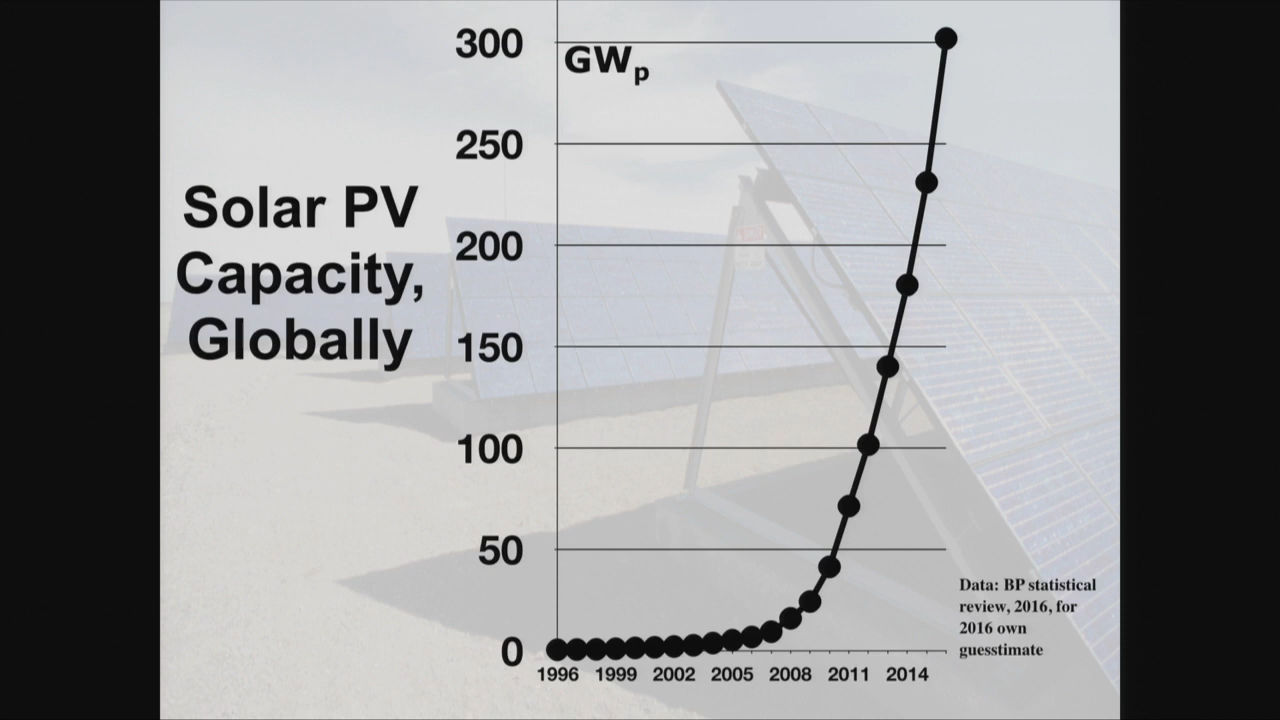 Solar PV
Capacity,
Globally
GWp
300
250
200
150
100
50
0
1996 1999 2002 2005 2008 2011 2014
Data: BP statistical
review, 2016, for
2016 own
guesstimate